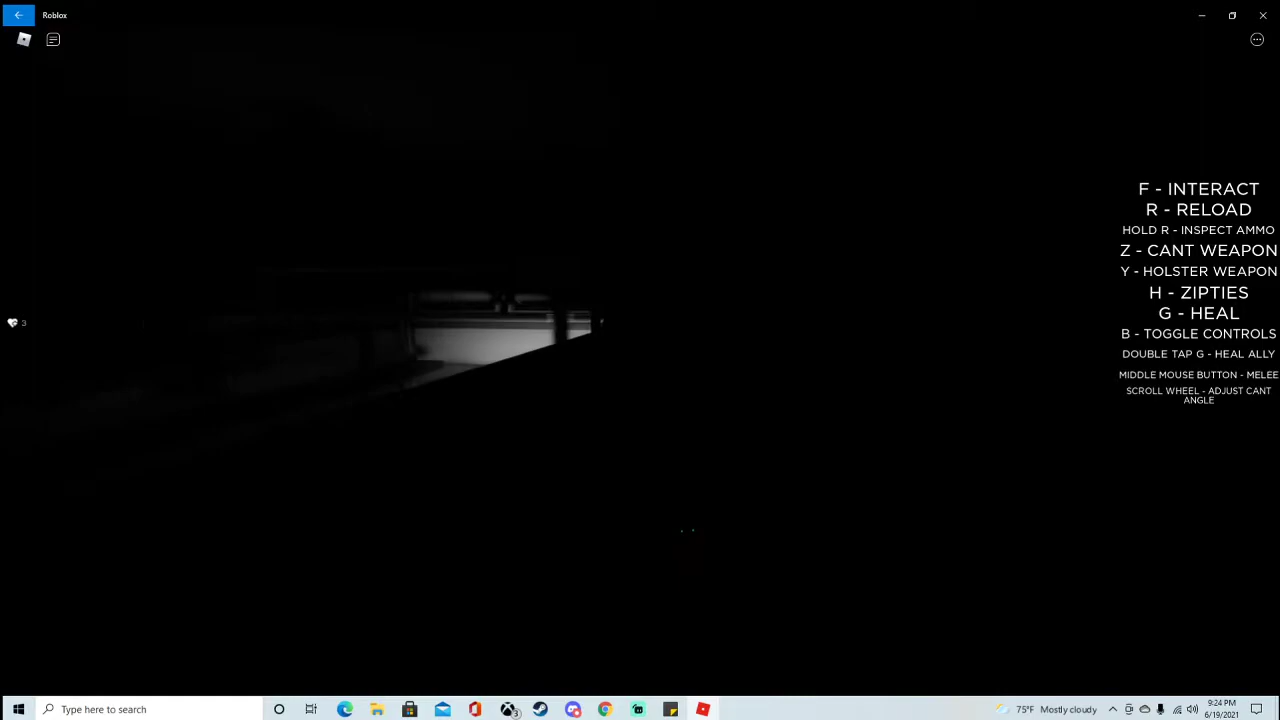 Roblox
F - INTERACT
R - RELOAD
HOLD R - INSPECT AMMO
Z - CANT WEAPON
Y - HOLSTER WEAPON
H - ZIPTIES
G - HEAL
3
B - TOGGLE CONTROLS
DOUBLE TAP G - HEAL ALLY
MIDDLE MOUSE BUTTON - MELEE
SCROLL WHEEL - ADJUST CANT
ANGLE
Type here to search
3
75°F Mostly cloudy
9:24 PM
6/19/2021